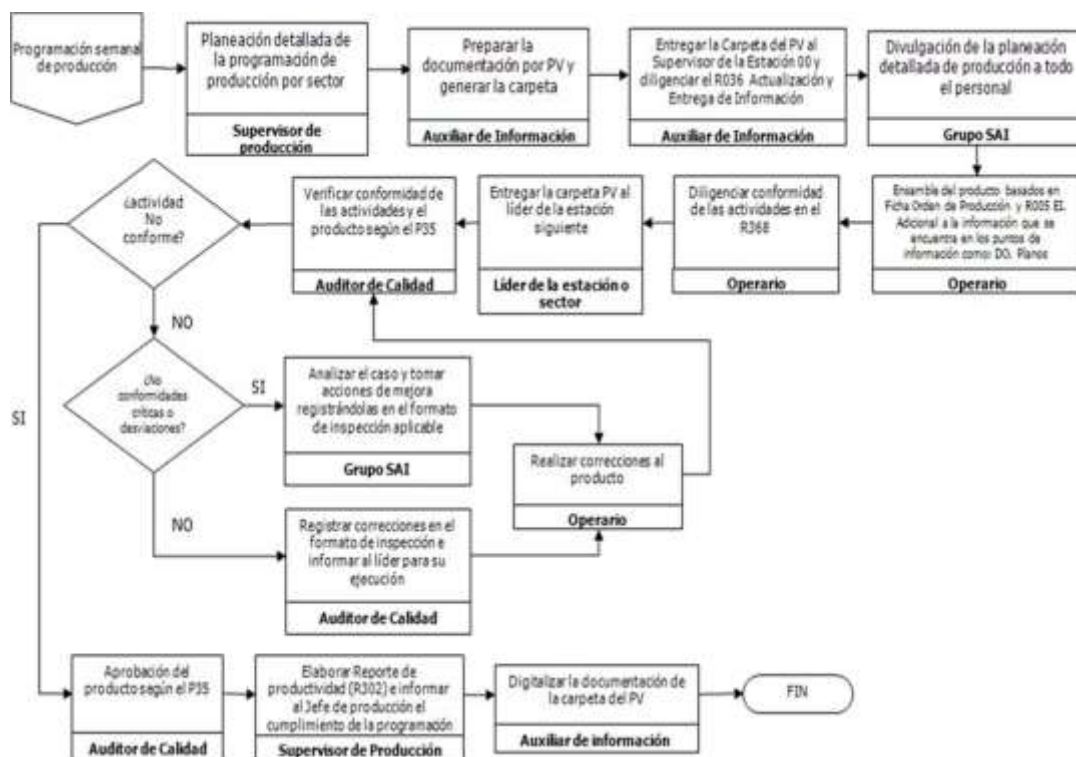 Programación semanal
de producción
Planeación detallada de
la programación de
producción por sector
Supervisor de
producción
Preparar la
documentación por PV y
generar la carpeta
Auxiliar de Información
Entregar la Carpeta del PV al
Supervisor de la Estación 00 y
diligenciar el R036 Actualización y
Entrega de Información
Auxiliar de Información
Divulgación de la planeación
detallada de producción a todo
el personal
Grupo SAI
Ensamble del producto basados en
Ficha Orden de Producción y R005 EI.
Adicional a la información que se
encuentra en los puntos de
información como: DO, Planos
Operario
Diligenciar conformidad
de las actividades en el
R368
Operario
Entregar la carpeta PV al
líder de la estación
siguiente
Líder de la estación o
sector
Verificar conformidad de
las actividades y el
producto según el P35
Auditor de Calidad
¿actividad
No
conforme?
NO
SI
¿No
conformidades
críticas o
desviaciones?
SI
NO
Analizar el caso y tomar
acciones de mejora
registrándolas en el formato
de inspección aplicable
Grupo SAI
Realizar correcciones al
producto
Operario
Registrar correcciones en el
formato de inspección e
informar al líder para su
ejecución
Auditor de Calidad
Aprobación del
producto según el P35
Auditor de Calidad
Elaborar Reporte de
productividad (R302) e informar
al Jefe de producción el
cumplimiento de la programación
Supervisor de Producción
Digitalizar la documentación de
la carpeta del PV
Auxiliar de información
FIN